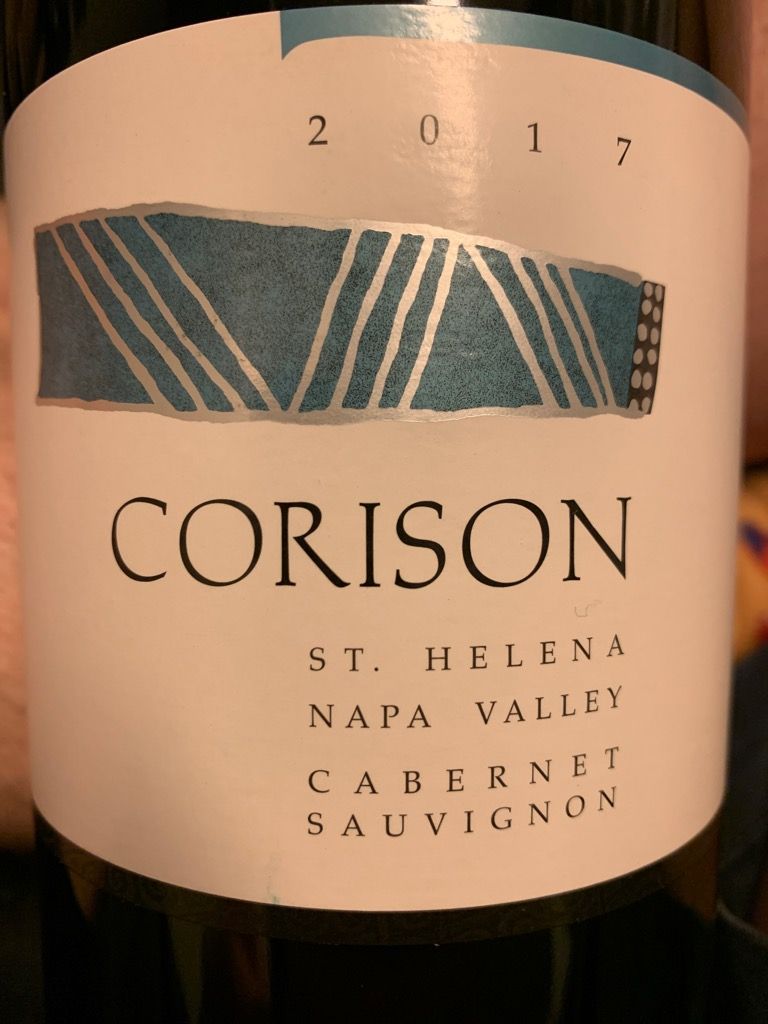 2017
CORISON
ST. HELENA
NAPA VALLEY
CABERNET
SAUVIGNON